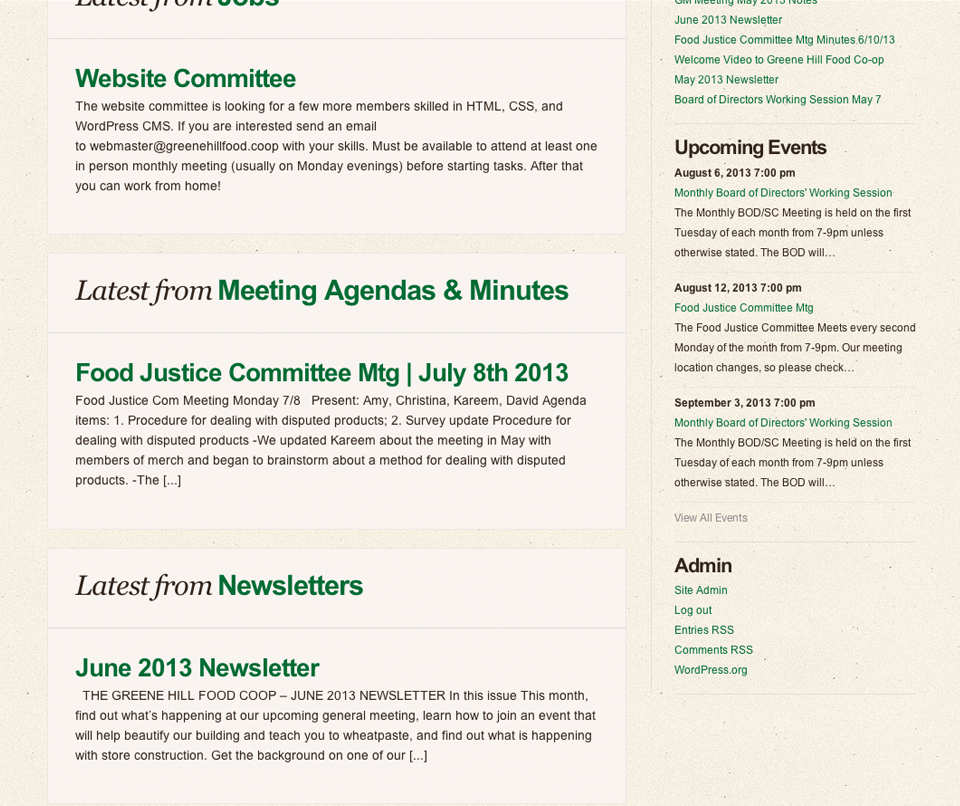 Latest from Jobs
Website Committee
The website committee is looking for a few more members skilled in HTML, CSS, and
WordPress CMS. If you are interested send an email
to webmaster@greenehillfood.coop with your skills. Must be available to attend at least one
in person monthly meeting (usually on Monday evenings) before starting tasks. After that
you can work from home!
Latest from Meeting Agendas & Minutes
Food Justice Committee Mtg | July 8th 2013
Food Justice Com Meeting Monday 7/8   Present: Amy, Christina, Kareem, David Agenda
items: 1. Procedure for dealing with disputed products; 2. Survey update Procedure for
dealing with disputed products -We updated Kareem about the meeting in May with
members of merch and began to brainstorm about a method for dealing with disputed
products. -The [...]
Latest from Newsletters
June 2013 Newsletter
THE GREENE HILL FOOD COOP – JUNE 2013 NEWSLETTER In this issue This month,
find out what's happening at our upcoming general meeting, learn how to join an event that
will help beautify our building and teach you to wheatpaste, and find out what is happening
with store construction. Get the background on one of our [...]
GM Meeting May 2013 Notes
June 2013 Newsletter
Food Justice Committee Mtg Minutes 6/10/13
Welcome Video to Greene Hill Food Co-op
May 2013 Newsletter
Board of Directors Working Session May 7
Upcoming Events
August 6, 2013 7:00 pm
Monthly Board of Directors' Working Session
The Monthly BOD/SC Meeting is held on the first
Tuesday of each month from 7-9pm unless
otherwise stated. The BOD will…
August 12, 2013 7:00 pm
Food Justice Committee Mtg
The Food Justice Committee Meets every second
Monday of the month from 7-9pm. Our meeting
location changes, so please check…
September 3, 2013 7:00 pm
Monthly Board of Directors' Working Session
The Monthly BOD/SC Meeting is held on the first
Tuesday of each month from 7-9pm unless
otherwise stated. The BOD will…
View All Events
Admin
Site Admin
Log out
Entries RSS
Comments RSS
WordPress.org